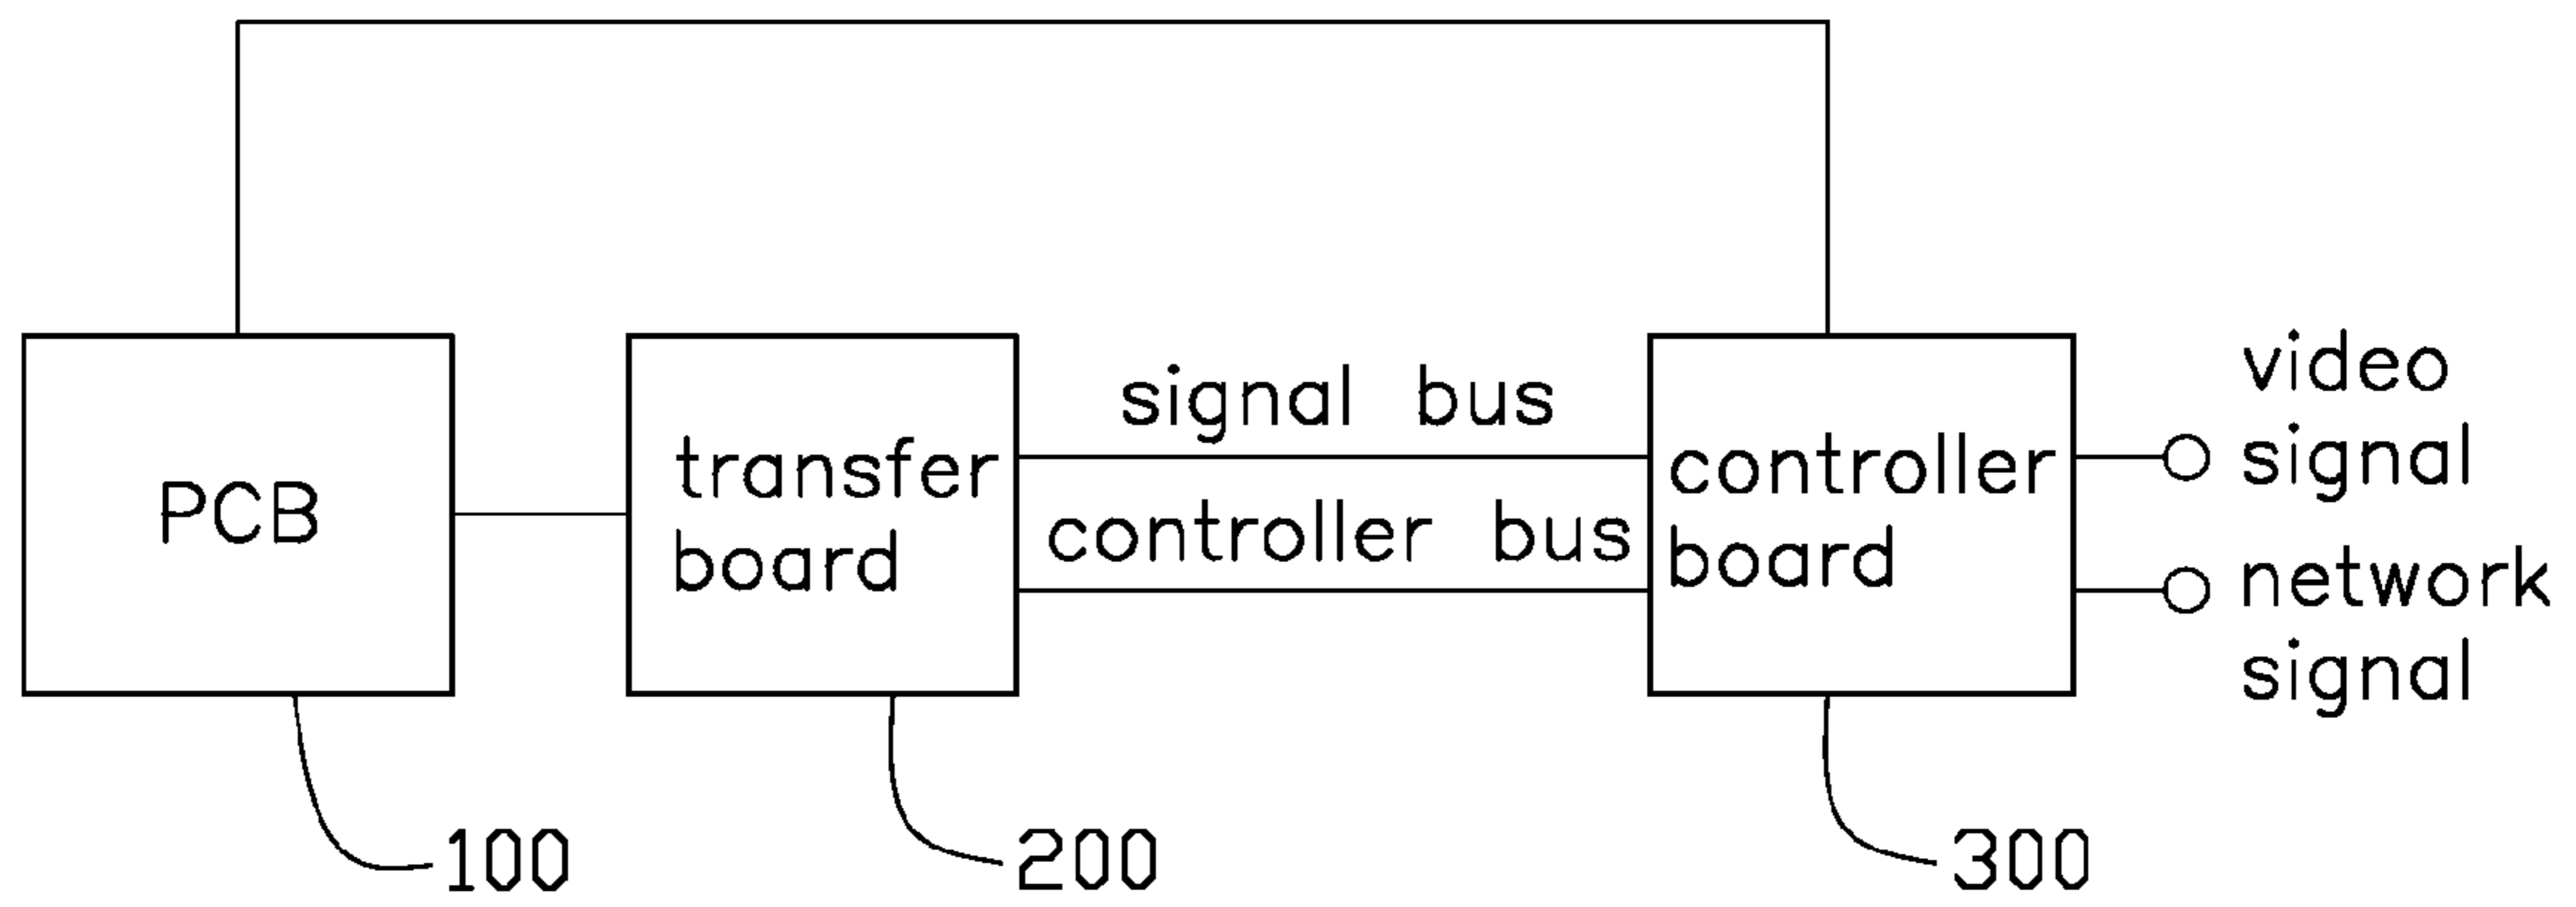 PCB
transfer
board
signal bus
controller bus
controller
board
video
signal
network
signal
100
200
300